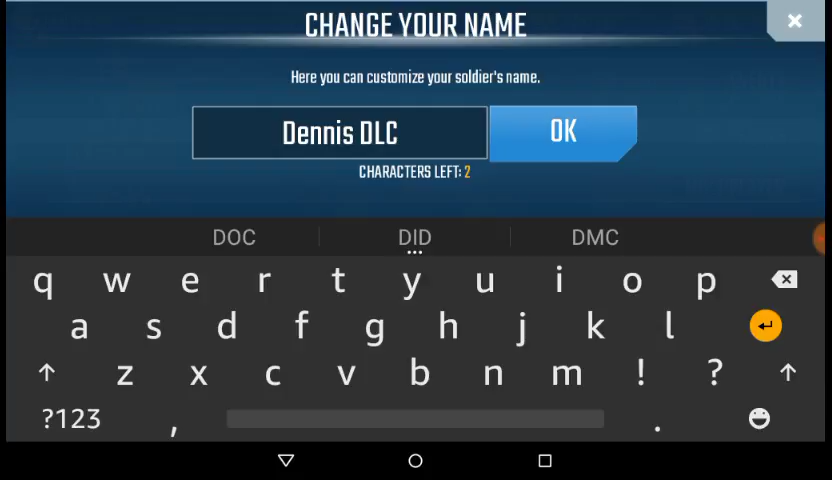 CHANGE YOUR NAME
Here you can customize your soldier's name.
Dennis DLC
OK
CHARACTERS LEFT: 2
DOC DID DMC
q w e r t y u i o p
a s d f g h j k l
z x c v b n m ! ?
?123 , .